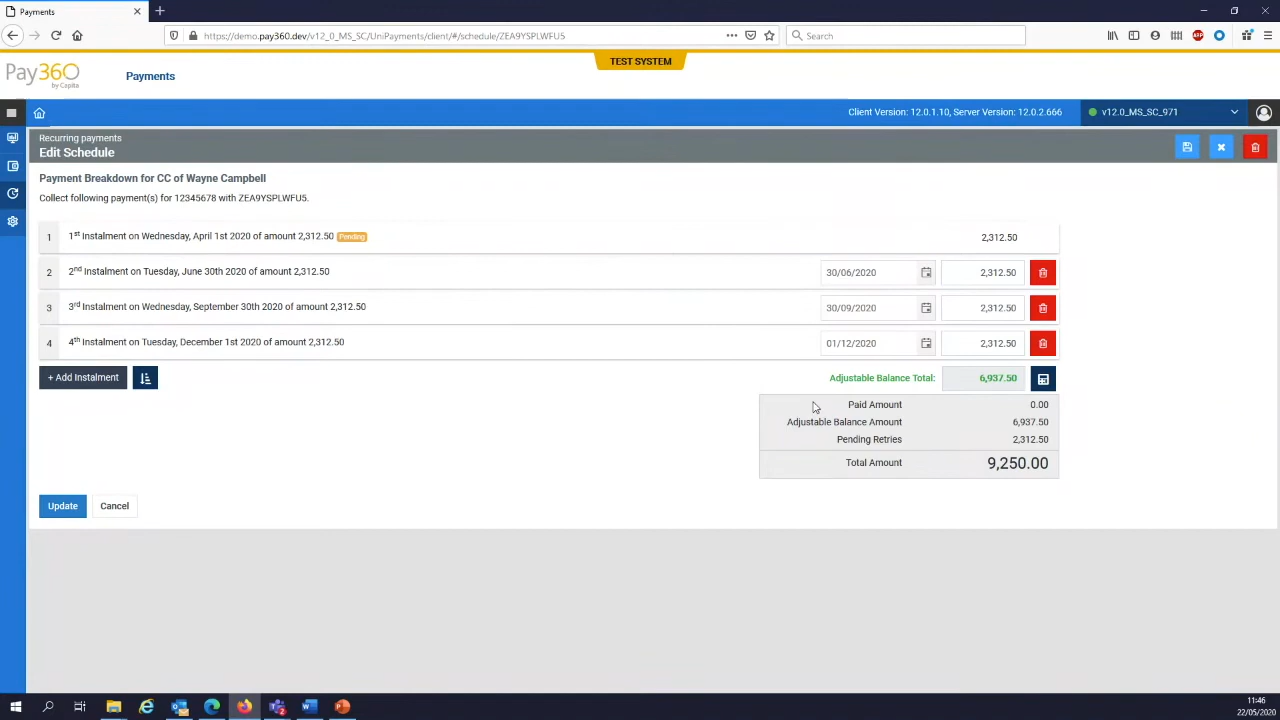 Payments
https://demo.pay360.dev/v12_0_MS_SC/UniPayments/client/#/schedule/ZEA9YSPLWFU5
Search
TEST SYSTEM
Pay360
by Capita
Payments
Client Version: 12.0.1.10, Server Version: 12.0.2.666
v12.0_MS_SC_971
Recurring payments
Edit Schedule
Payment Breakdown for CC of Wayne Campbell
Collect following payment(s) for 12345678 with ZEA9YSPLWFU5.
1 1st Instalment on Wednesday, April 1st 2020 of amount 2,312.50 Pending 2,312.50
2 2nd Instalment on Tuesday, June 30th 2020 of amount 2,312.50 30/06/2020 2,312.50
3 3rd Instalment on Wednesday, September 30th 2020 of amount 2,312.50 30/09/2020 2,312.50
4 4th Instalment on Tuesday, December 1st 2020 of amount 2,312.50 01/12/2020 2,312.50
+ Add Instalment Adjustable Balance Total: 6,937.50
Paid Amount 0.00
Adjustable Balance Amount 6,937.50
Pending Retries 2,312.50
Total Amount 9,250.00
Update Cancel
11:46
22/05/2020